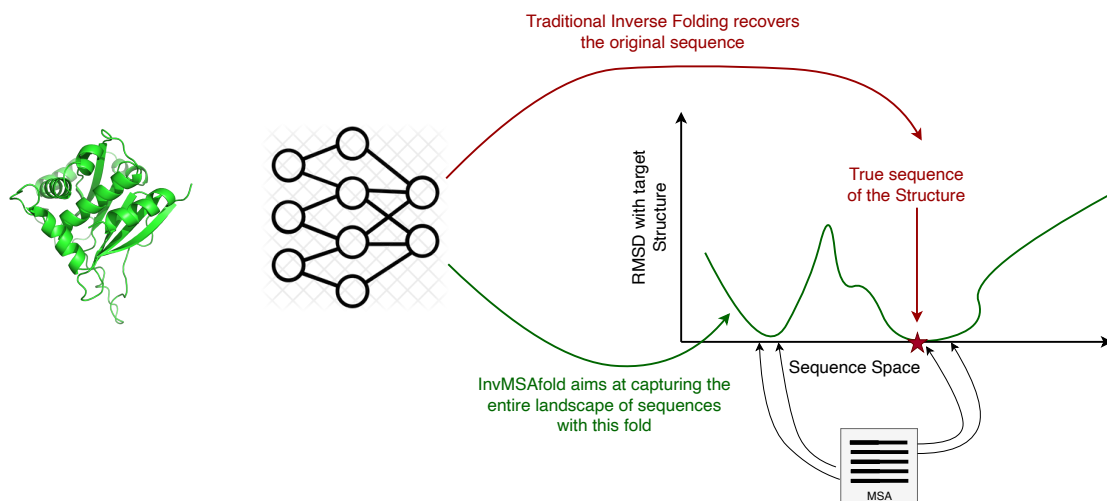 Traditional Inverse Folding recovers
the original sequence
RMSD with target
Structure
True sequence
of the Structure
Sequence Space
InvMSAfold aims at capturing the
entire landscape of sequences
with this fold
MSA